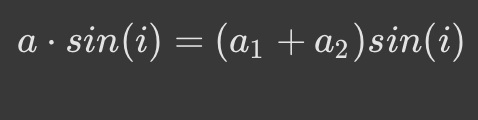 a · sin(i) = (a₁ + a₂)sin(i)